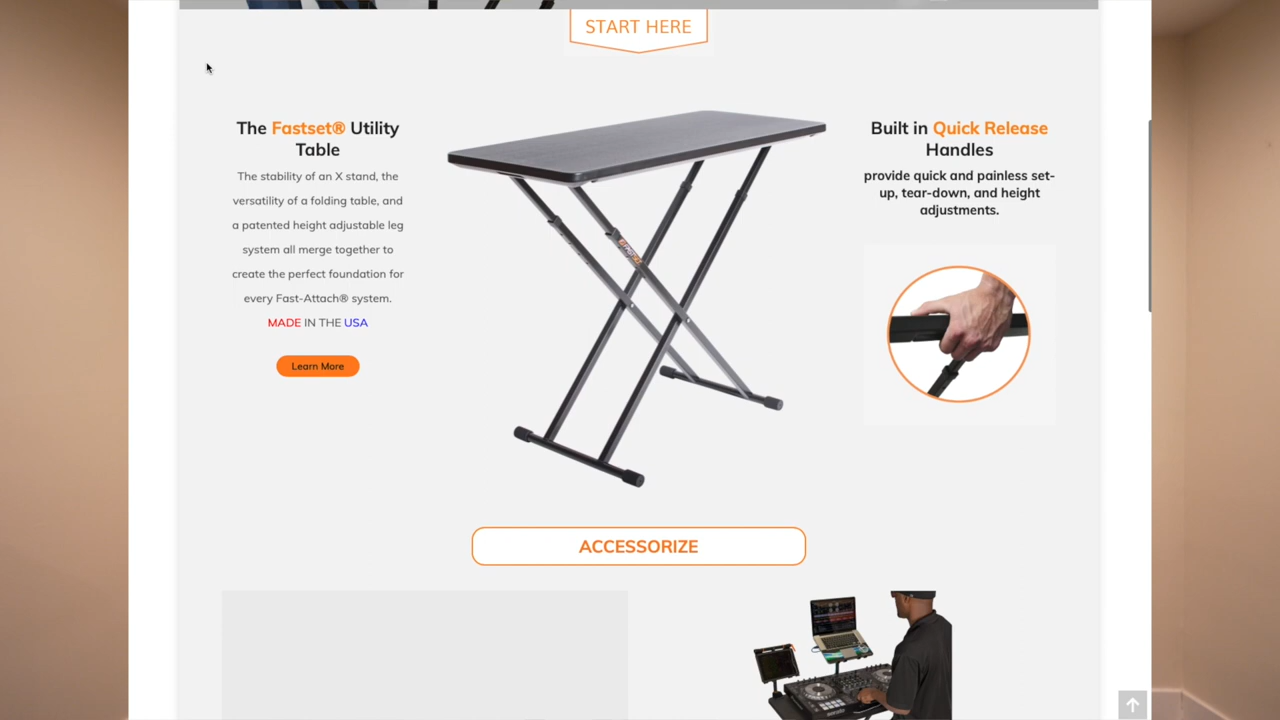 START HERE
The Fastset® Utility
Table
The stability of an X stand, the
versatility of a folding table, and
a patented height adjustable leg
system all merge together to
create the perfect foundation for
every Fast-Attach® system.
MADE IN THE USA
Learn More
Built in Quick Release
Handles
provide quick and painless set-
up, tear-down, and height
adjustments.
ACCESSORIZE